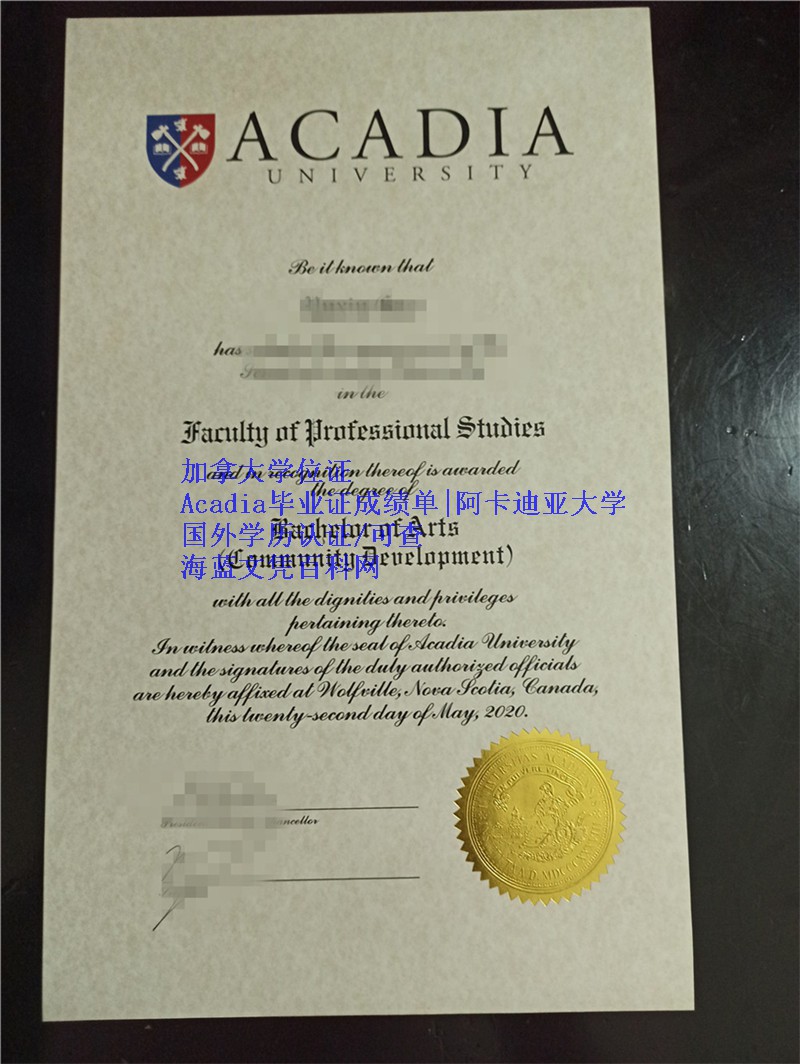 ACADIA
UNIVERSITY
Be it known that
has
in the
Faculty of Professional Studies
and in recognition thereof is awarded
the degree of
Bachelor of Arts
(Community Development)
with all the dignities and privileges
pertaining thereto.
In witness whereof the seal of Acadia University
and the signatures of the duly authorized officials
are hereby affixed at Wolfville, Nova Scotia, Canada,
this twenty-second day of May, 2020.
加拿大学位证
Acadia毕业证成绩单|阿卡迪亚大学
国外学历认证/可查
海蓝文凭百科网